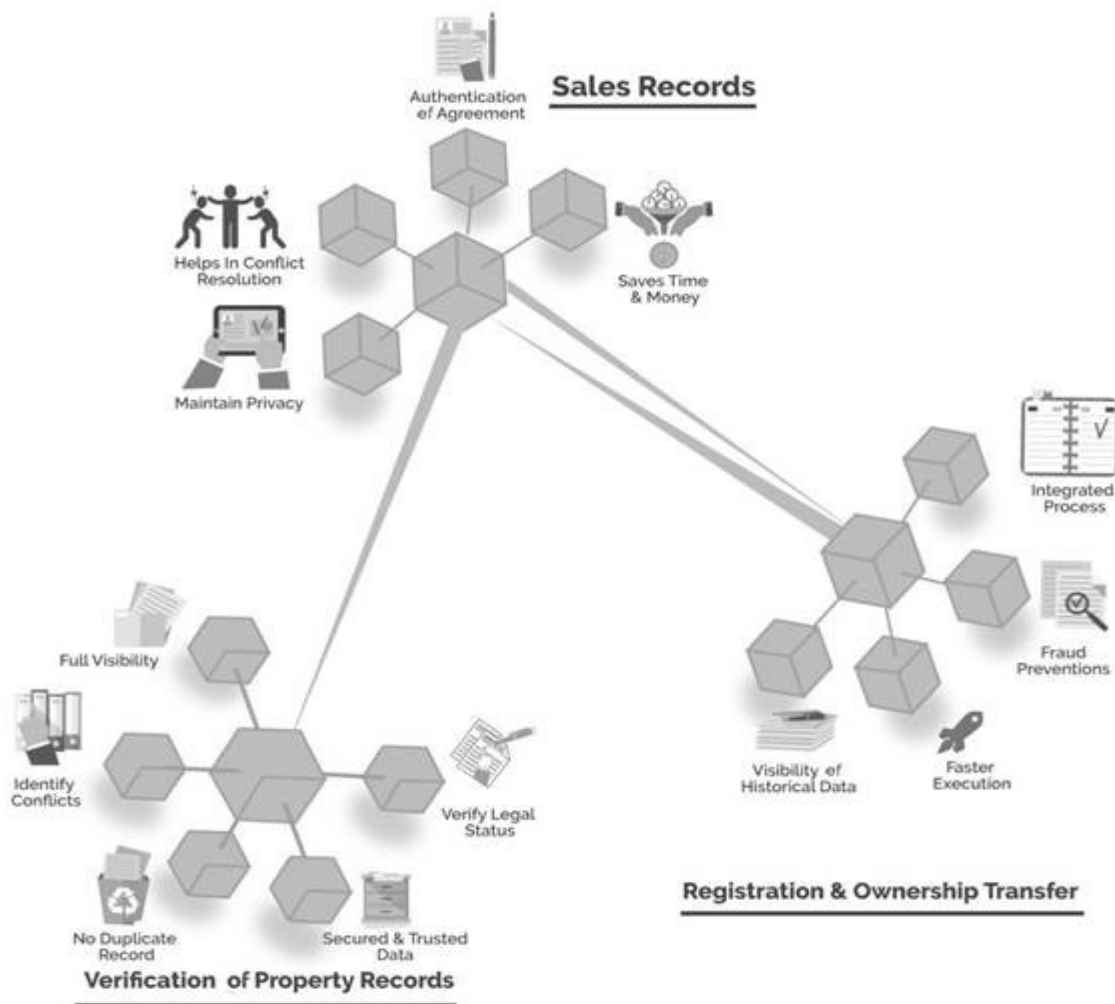 Authentication
of Agreement
Sales Records
Helps In Conflict
Resolution
Saves Time
& Money
Maintain Privacy
Integrated
Process
Full Visibility
Fraud
Preventions
Identify
Conflicts
Visibility of
Historical Data
Faster
Execution
Verify Legal
Status
Registration & Ownership Transfer
No Duplicate
Record
Secured & Trusted
Data
Verification of Property Records